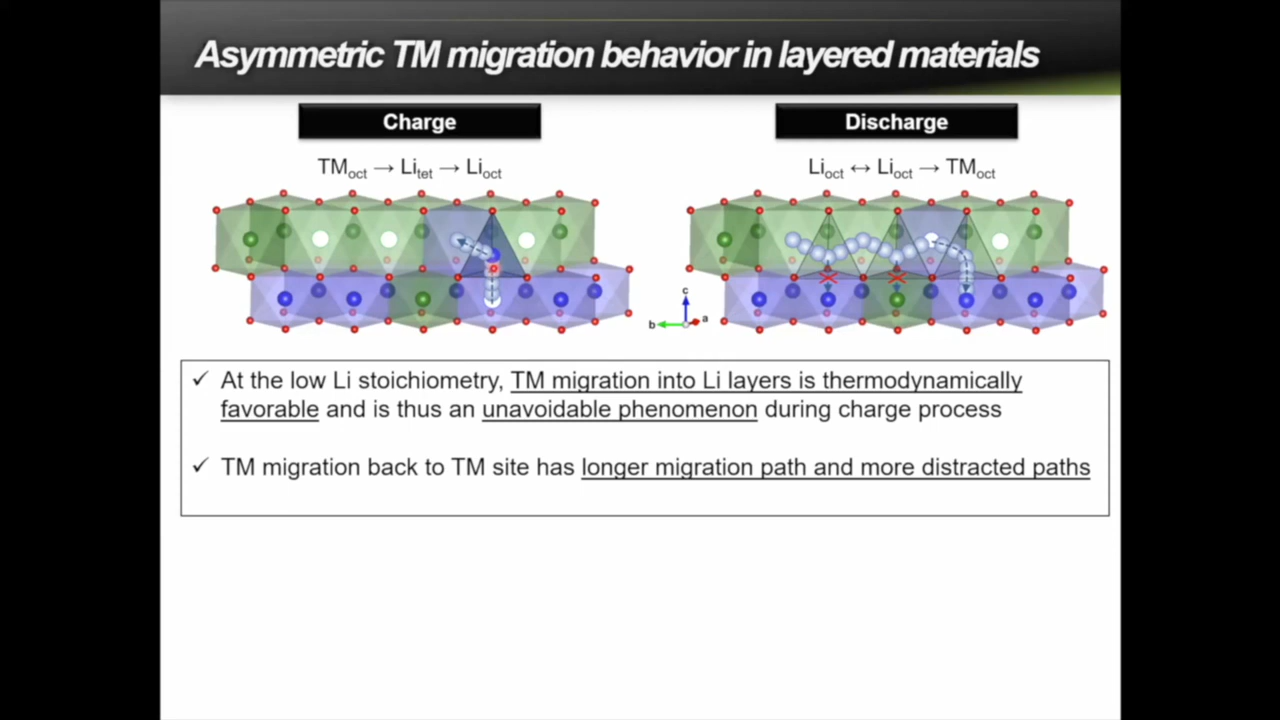 Asymmetric TM migration behavior in layered materials
Charge
Discharge
TMoct → Litet → Lioct
Lioct ↔ Lioct → TMoct
c
b
a
✓ At the low Li stoichiometry, TM migration into Li layers is thermodynamically
favorable and is thus an unavoidable phenomenon during charge process
✓ TM migration back to TM site has longer migration path and more distracted paths